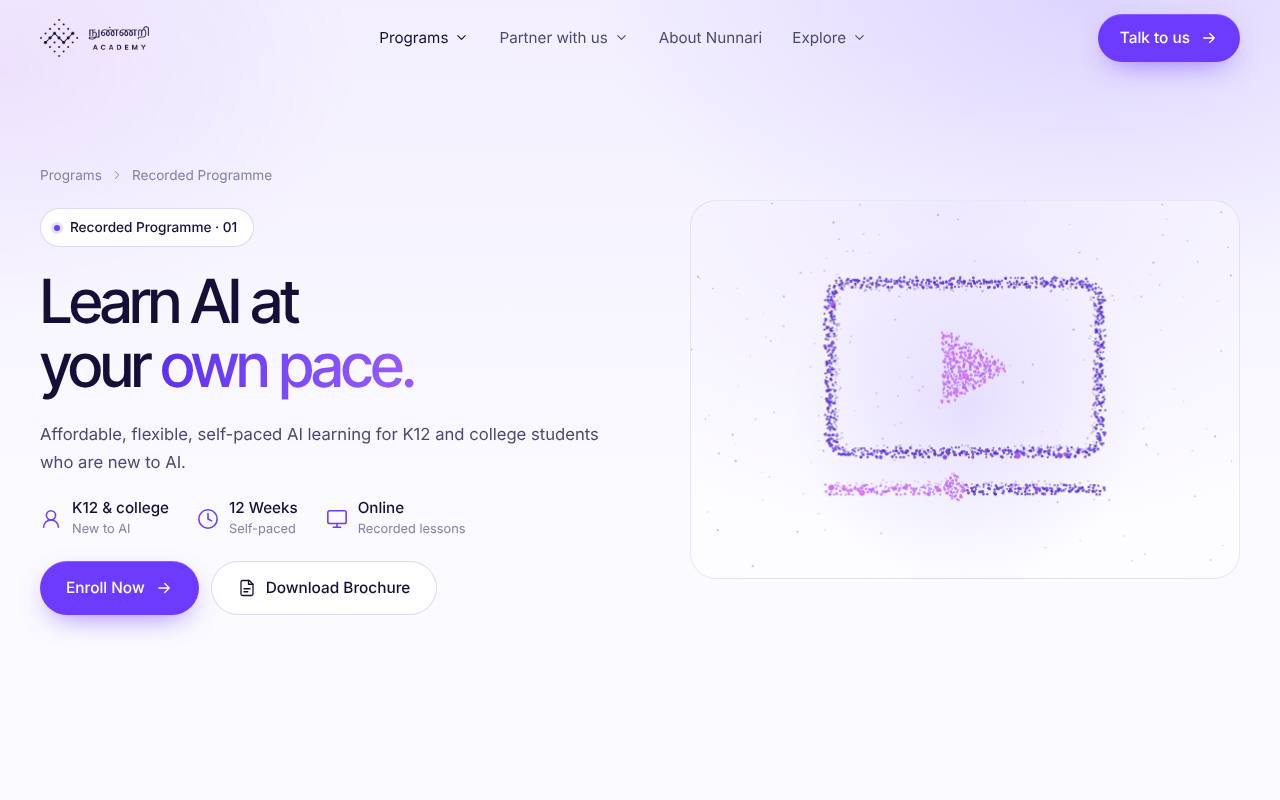 நுண்ணறி
ACADEMY
Programs
Partner with us
About Nunnari
Explore
Talk to us
Programs > Recorded Programme
Recorded Programme · 01
Learn AI at
your own pace.
Affordable, flexible, self-paced AI learning for K12 and college students
who are new to AI.
K12 & college
New to AI
12 Weeks
Self-paced
Online
Recorded lessons
Enroll Now
Download Brochure